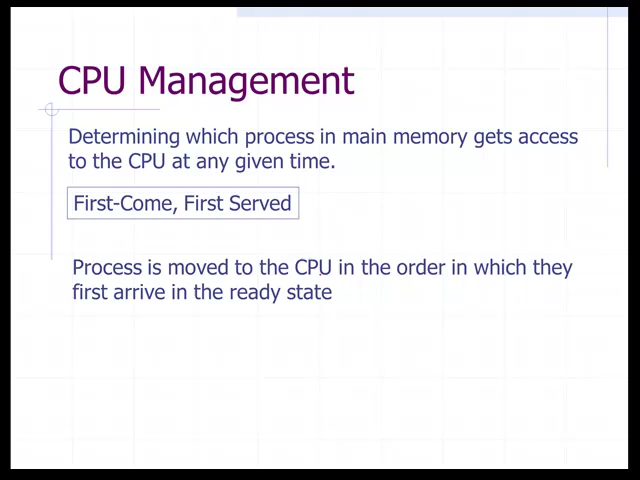 CPU Management
Determining which process in main memory gets access
to the CPU at any given time.
First-Come, First Served
Process is moved to the CPU in the order in which they
first arrive in the ready state